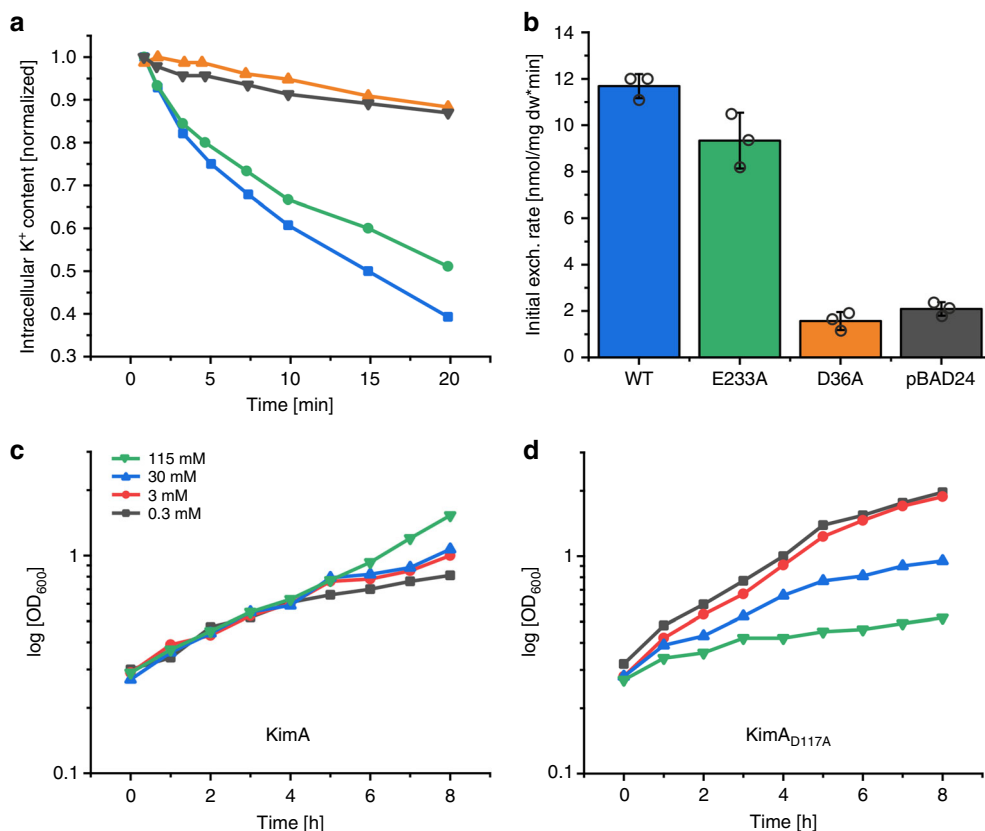 a
Intracellular K⁺ content [normalized]
1.0
0.9
0.8
0.7
0.6
0.5
0.4
0.3
0 5 10 15 20
Time [min]
b
Initial exch. rate [nmol/mg dw*min]
14
12
10
8
6
4
2
0
WT E233A D36A pBAD24
c
115 mM
30 mM
3 mM
0.3 mM
log [OD₆₀₀]
1
0.1
KimA
0 2 4 6 8
Time [h]
d
log [OD₆₀₀]
1
0.1
KimA_D117A
0 2 4 6 8
Time [h]